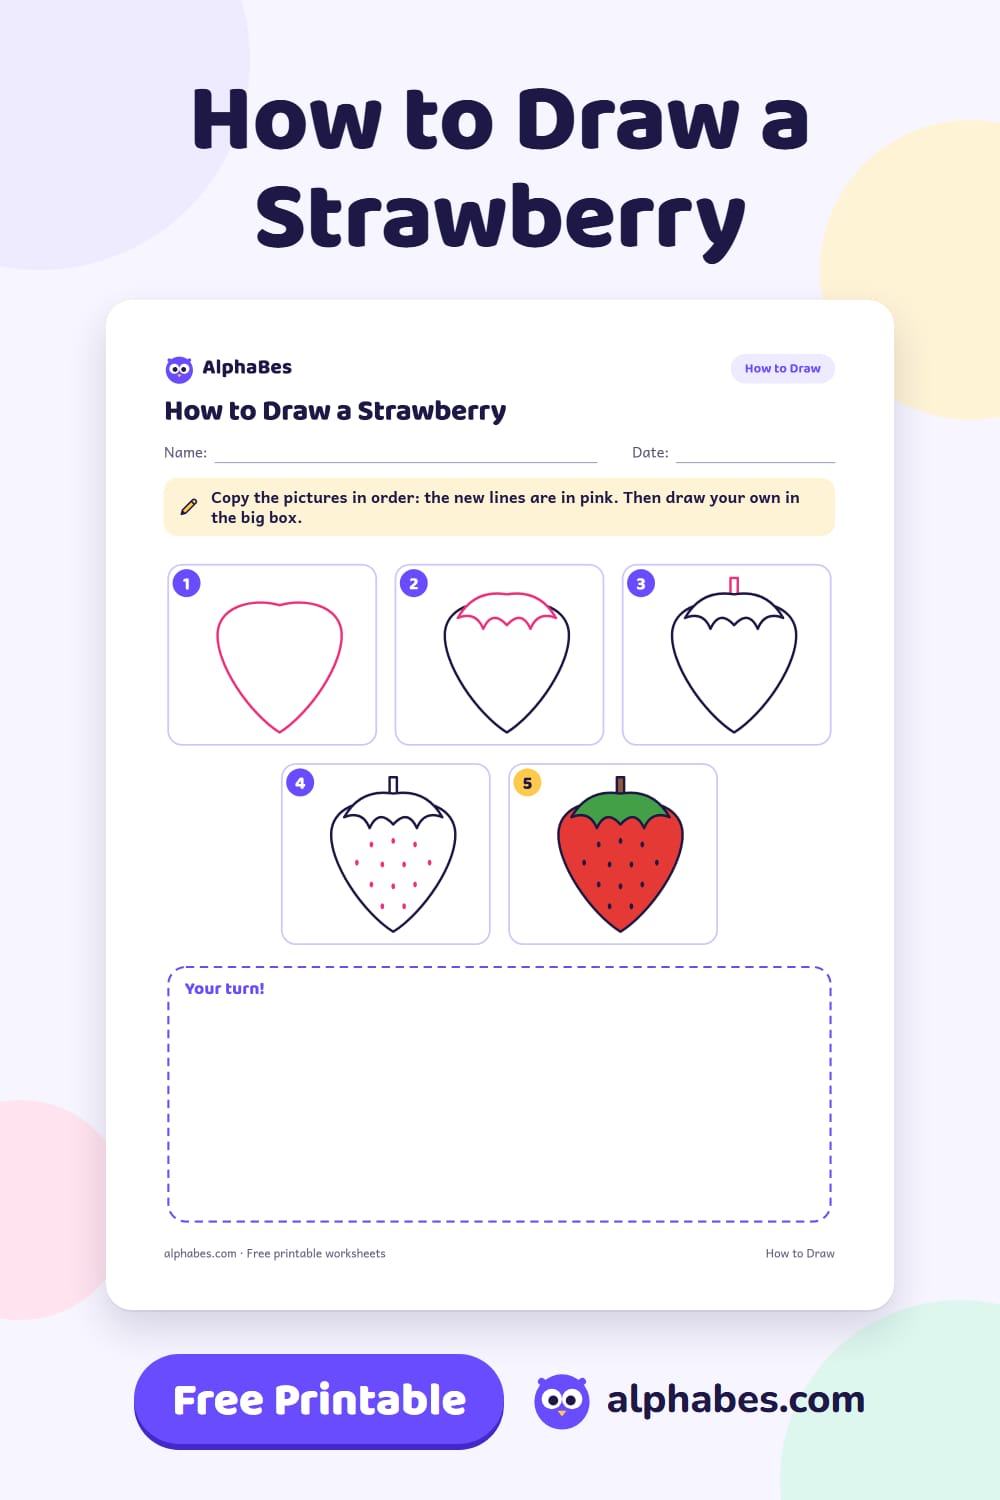 How to Draw a
Strawberry
AlphaBes
How to Draw
How to Draw a Strawberry
Name:
Date:
Copy the pictures in order: the new lines are in pink. Then draw your own in
the big box.
1
2
3
4
5
Your turn!
alphabes.com · Free printable worksheets
How to Draw
Free Printable
alphabes.com